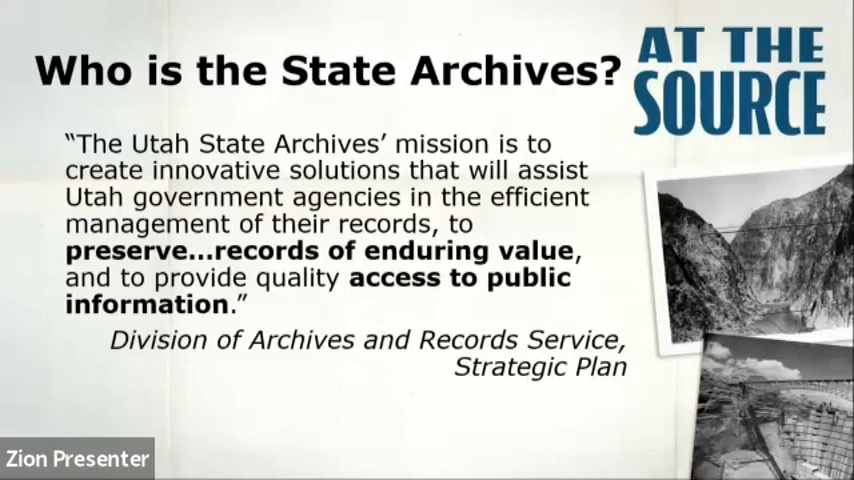 Who is the State Archives?
AT THE
SOURCE
“The Utah State Archives’ mission is to
create innovative solutions that will assist
Utah government agencies in the efficient
management of their records, to
preserve...records of enduring value,
and to provide quality access to public
information.”
Division of Archives and Records Service,
Strategic Plan
Zion Presenter